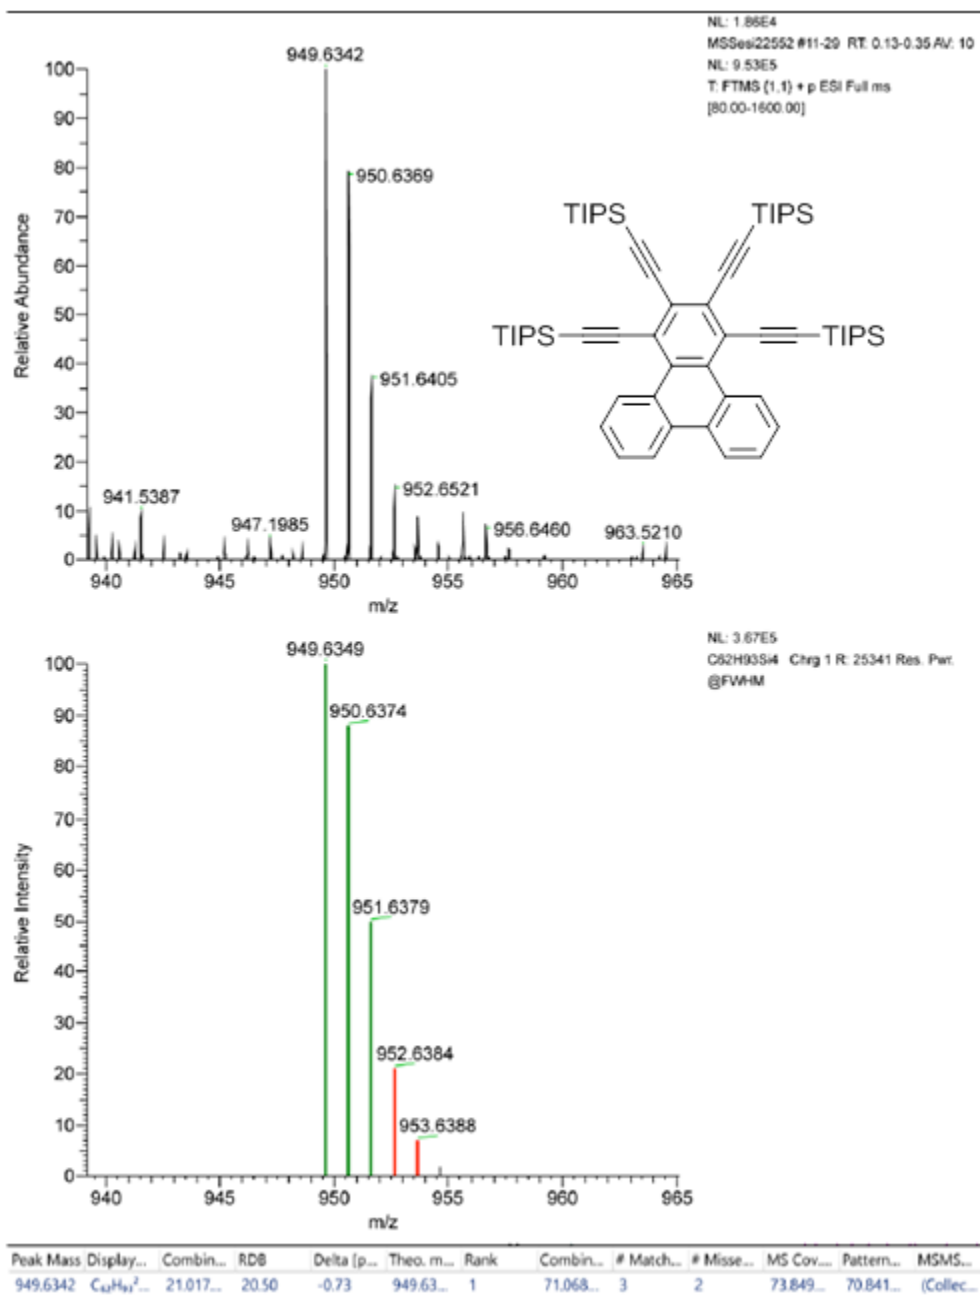 NL: 1.86E4
MSSesi22552 #11-29 RT: 0.13-0.35 AV: 10
NL: 9.53E5
T: FTMS {1,1} + p ESI Full ms
[80.00-1600.00]
949.6342
100
90
80
950.6369
70
60
50
40
951.6405
30
20
952.6521
941.5387
10
947.1985
956.6460
963.5210
0
940
945
950
955
960
965
m/z
Relative Abundance
TIPS
TIPS
TIPS
TIPS
NL: 3.67E5
C62H93Si4 Chrg 1 R: 25341 Res. Pwr.
@FWHM
949.6349
100
950.6374
90
80
70
60
951.6379
50
40
30
952.6384
20
953.6388
10
0
940
945
950
955
960
965
m/z
Relative Intensity
Peak Mass Display... Combin... RDB Delta [p... Theo. m... Rank Combin... # Match... # Misse... MS Cov.... Pattern... MSMS...
949.6342 C₆₂H₉₃²... 21.017... 20.50 -0.73 949.63... 1 71.068... 3 2 73.849... 70.841... (Collec...